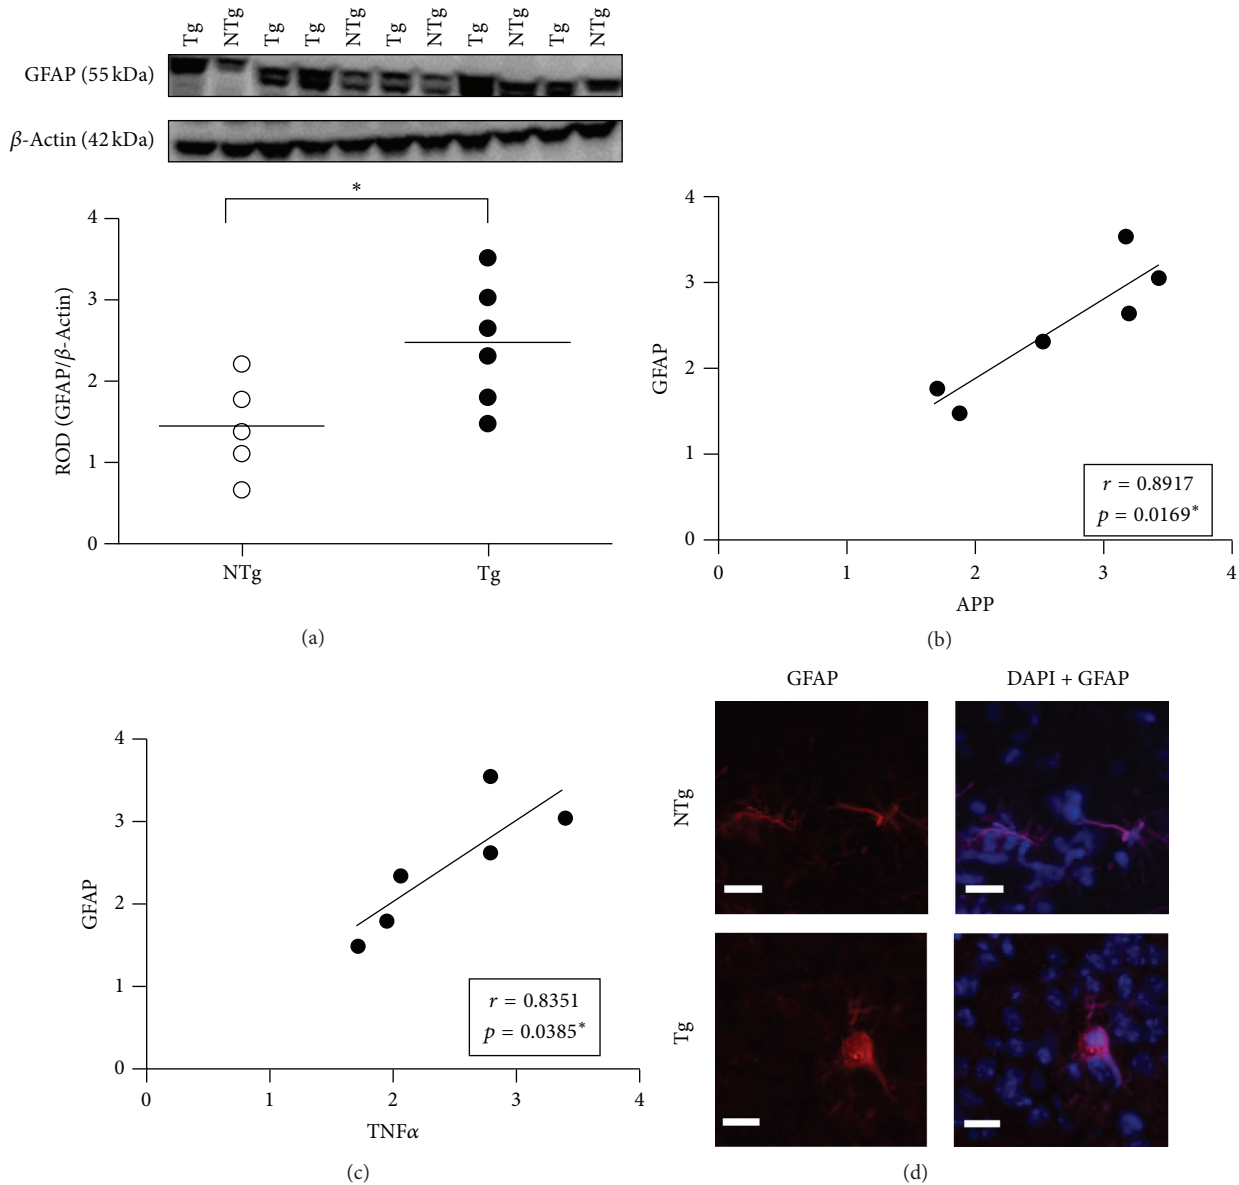 Tg NTg Tg Tg NTg Tg NTg Tg NTg Tg NTg
GFAP (55 kDa)
β-Actin (42 kDa)
*
ROD (GFAP/β-Actin)
4
3
2
1
0
NTg Tg
(a)
GFAP
4
3
2
1
0
r = 0.8917
p = 0.0169*
0 1 2 3 4
APP
(b)
GFAP
4
3
2
1
0
r = 0.8351
p = 0.0385*
0 1 2 3 4
TNFα
(c)
GFAP DAPI + GFAP
NTg
Tg
(d)